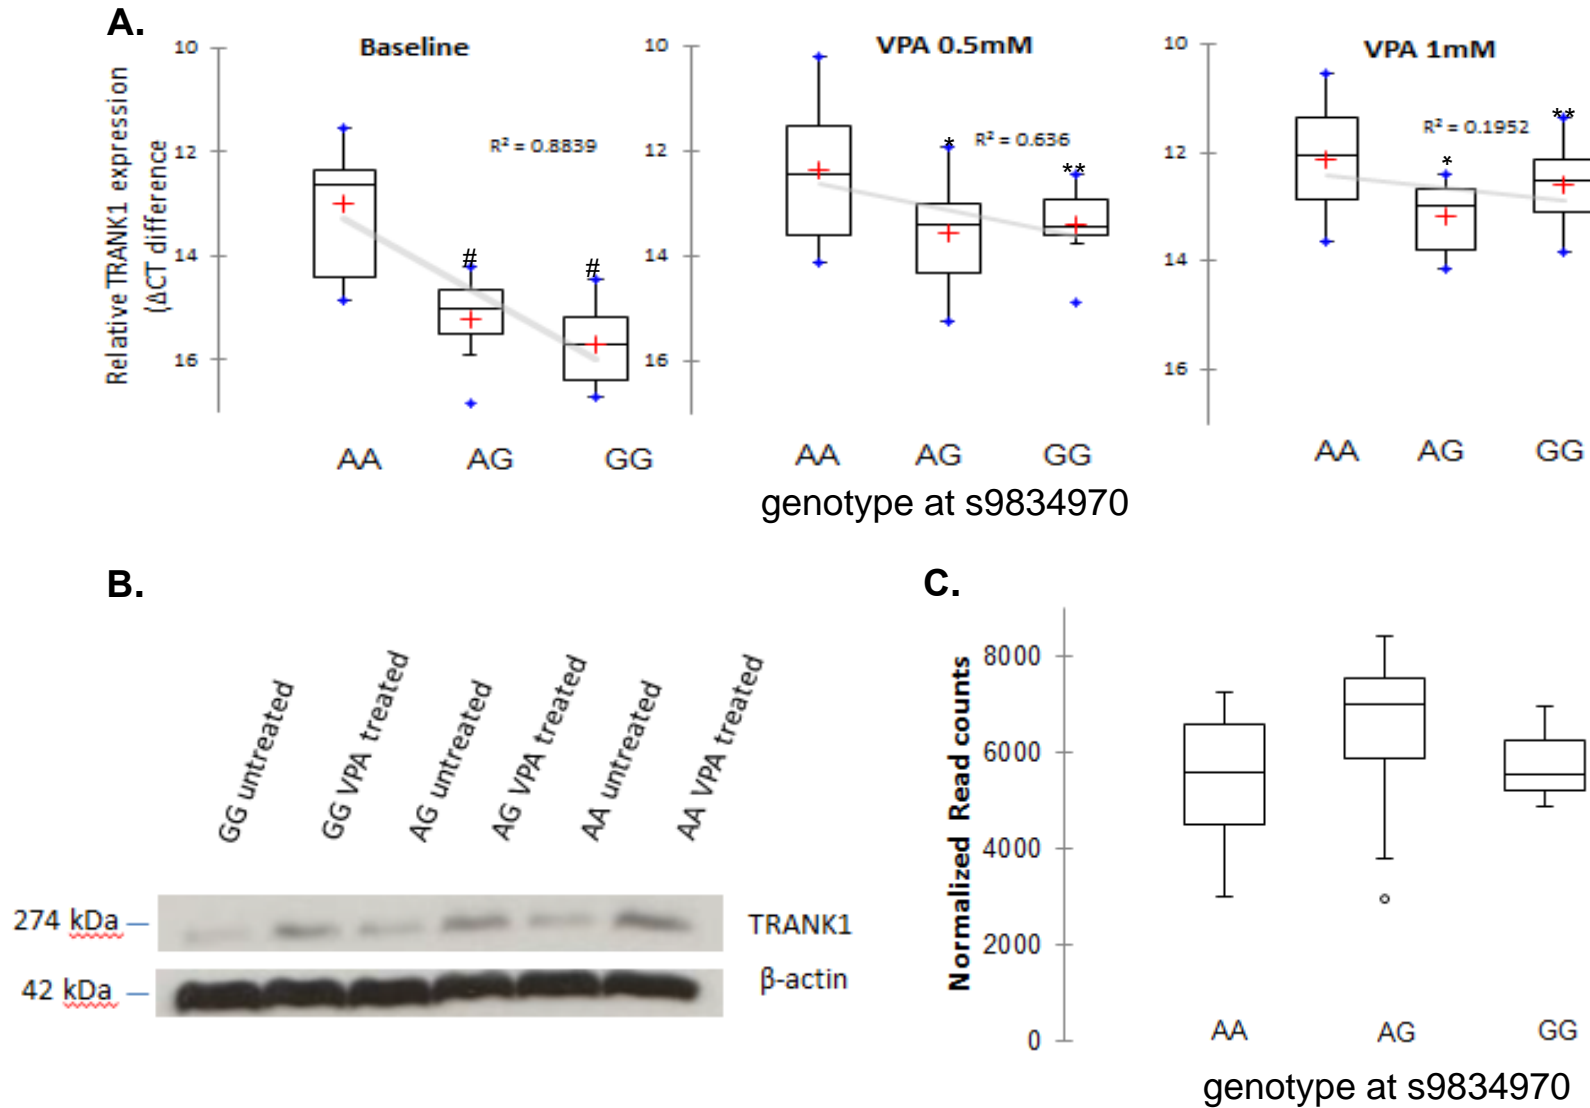 A.
Baseline
VPA 0.5mM
VPA 1mM
Relative TRANK1 expression
(ΔCT difference
10
12
14
16
R² = 0.8839
#
#
AA
AG
GG
10
12
14
16
*
R² = 0.636
**
AA
AG
GG
10
12
14
16
R² = 0.1952
*
**
AA
AG
GG
genotype at s9834970
B.
GG untreated
GG VPA treated
AG untreated
AG VPA treated
AA untreated
AA VPA treated
274 kDa
TRANK1
42 kDa
β-actin
C.
Normalized Read counts
8000
6000
4000
2000
0
AA
AG
GG
genotype at s9834970